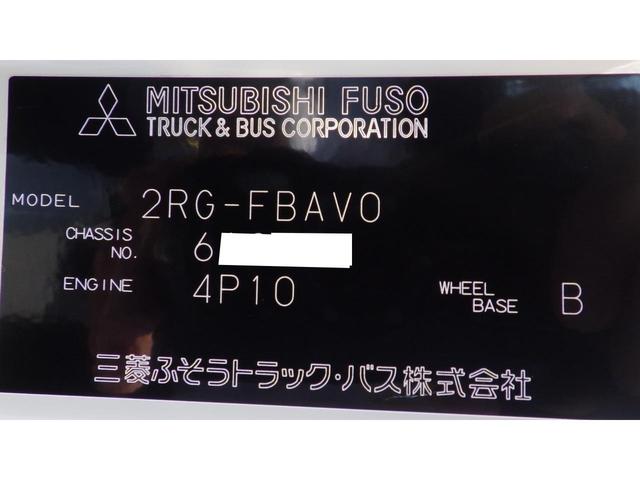 MITSUBISHI FUSO
TRUCK & BUS CORPORATION
MODEL 2RG-FBAV0
CHASSIS NO. 6
ENGINE 4P10
WHEEL BASE B
三菱ふそうトラック・バス株式会社